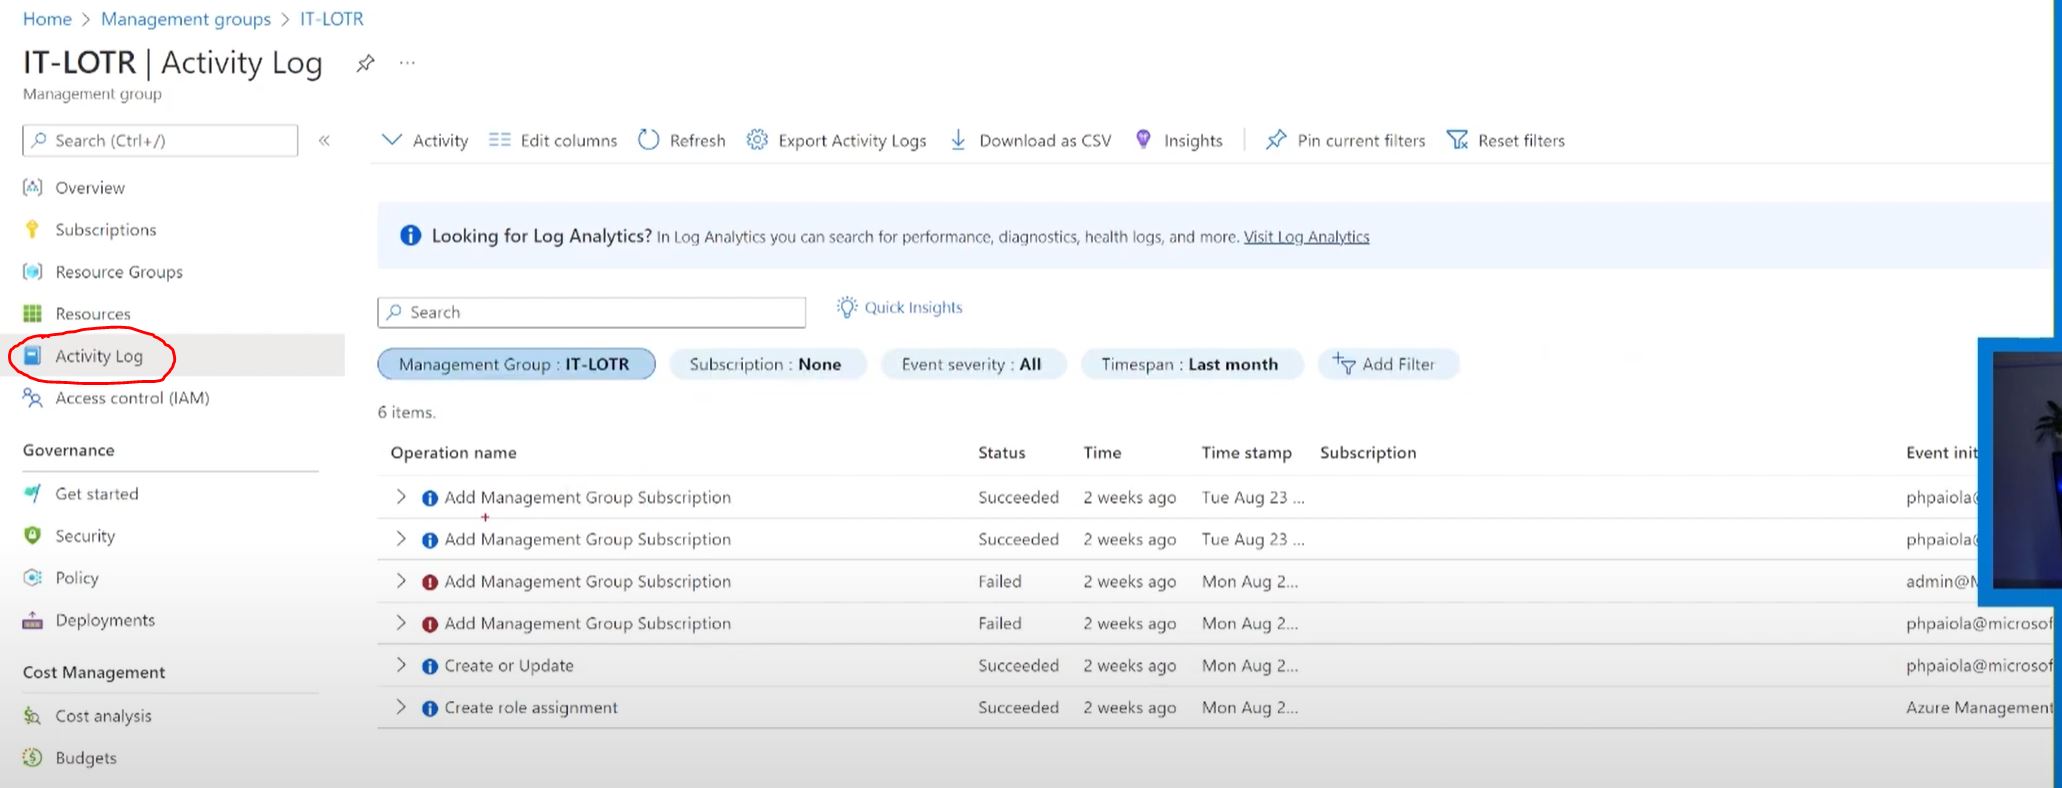 Home > Management groups > IT-LOTR
IT-LOTR | Activity Log ...
Management group
Search (Ctrl+/) «
Activity Edit columns Refresh Export Activity Logs Download as CSV Insights Pin current filters Reset filters
Overview
Subscriptions
Resource Groups
Resources
Activity Log
Access control (IAM)
Governance
Get started
Security
Policy
Deployments
Cost Management
Cost analysis
Budgets
Looking for Log Analytics? In Log Analytics you can search for performance, diagnostics, health logs, and more. Visit Log Analytics
Search Quick Insights
Management Group : IT-LOTR Subscription : None Event severity : All Timespan : Last month Add Filter
6 items.
Operation name Status Time Time stamp Subscription Event init
Add Management Group Subscription Succeeded 2 weeks ago Tue Aug 23 ... phpaiola@
Add Management Group Subscription Succeeded 2 weeks ago Tue Aug 23 ... phpaiola@
Add Management Group Subscription Failed 2 weeks ago Mon Aug 2... admin@M
Add Management Group Subscription Failed 2 weeks ago Mon Aug 2... phpaiola@microsof
Create or Update Succeeded 2 weeks ago Mon Aug 2... phpaiola@microsof
Create role assignment Succeeded 2 weeks ago Mon Aug 2... Azure Management